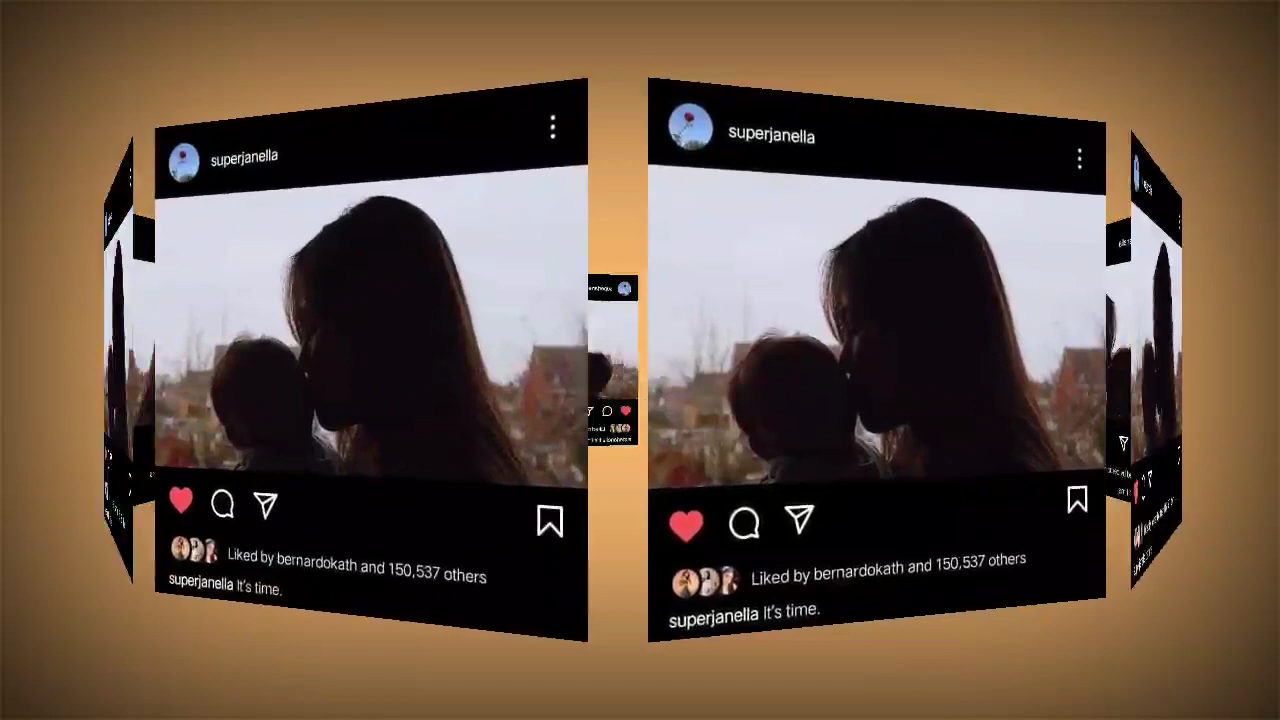 superjanella
Liked by bernardokath and 150,537 others
superjanella It's time.
superjanella
Liked by bernardokath and 150,537 others
superjanella It's time.